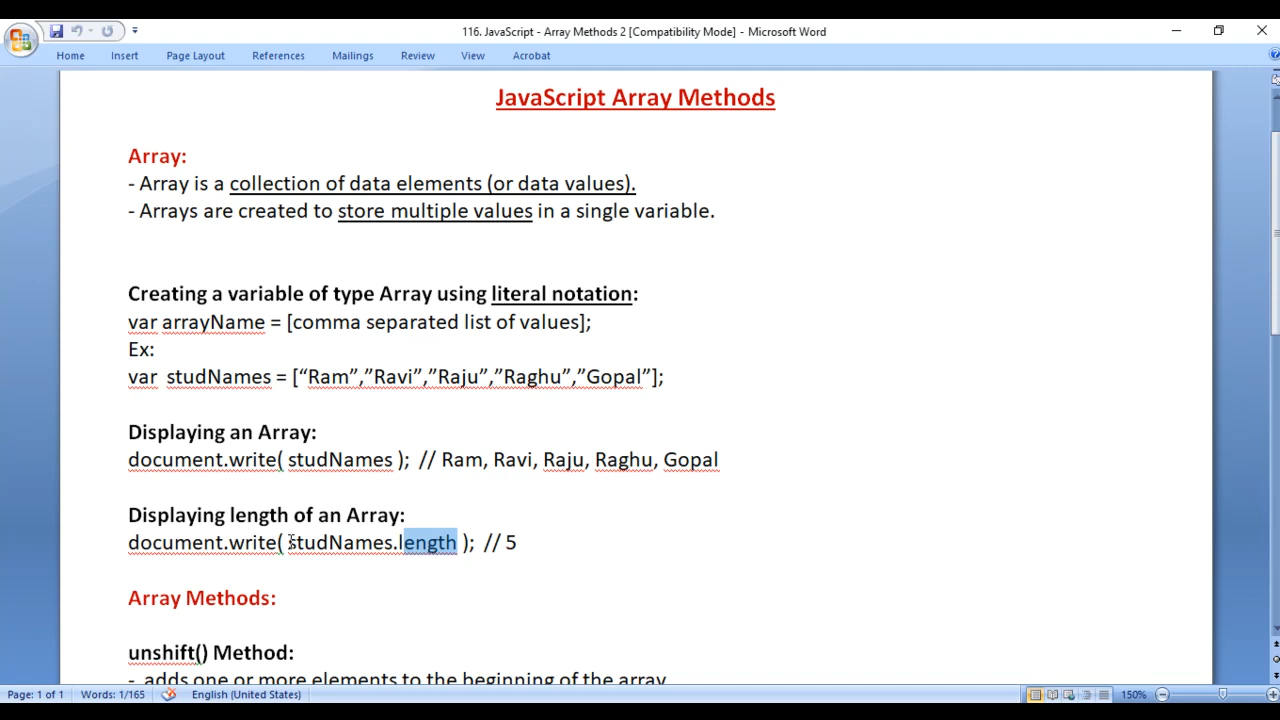 116. JavaScript - Array Methods 2 [Compatibility Mode] - Microsoft Word
Home Insert Page Layout References Mailings Review View Acrobat
JavaScript Array Methods
Array:
- Array is a collection of data elements (or data values).
- Arrays are created to store multiple values in a single variable.
Creating a variable of type Array using literal notation:
var arrayName = [comma separated list of values];
Ex:
var studNames = [“Ram”,”Ravi”,”Raju”,”Raghu”,”Gopal”];
Displaying an Array:
document.write( studNames ); // Ram, Ravi, Raju, Raghu, Gopal
Displaying length of an Array:
document.write( studNames.length ); // 5
Array Methods:
unshift() Method:
- adds one or more elements to the beginning of the array
Page: 1 of 1 Words: 1/165 English (United States) 150%